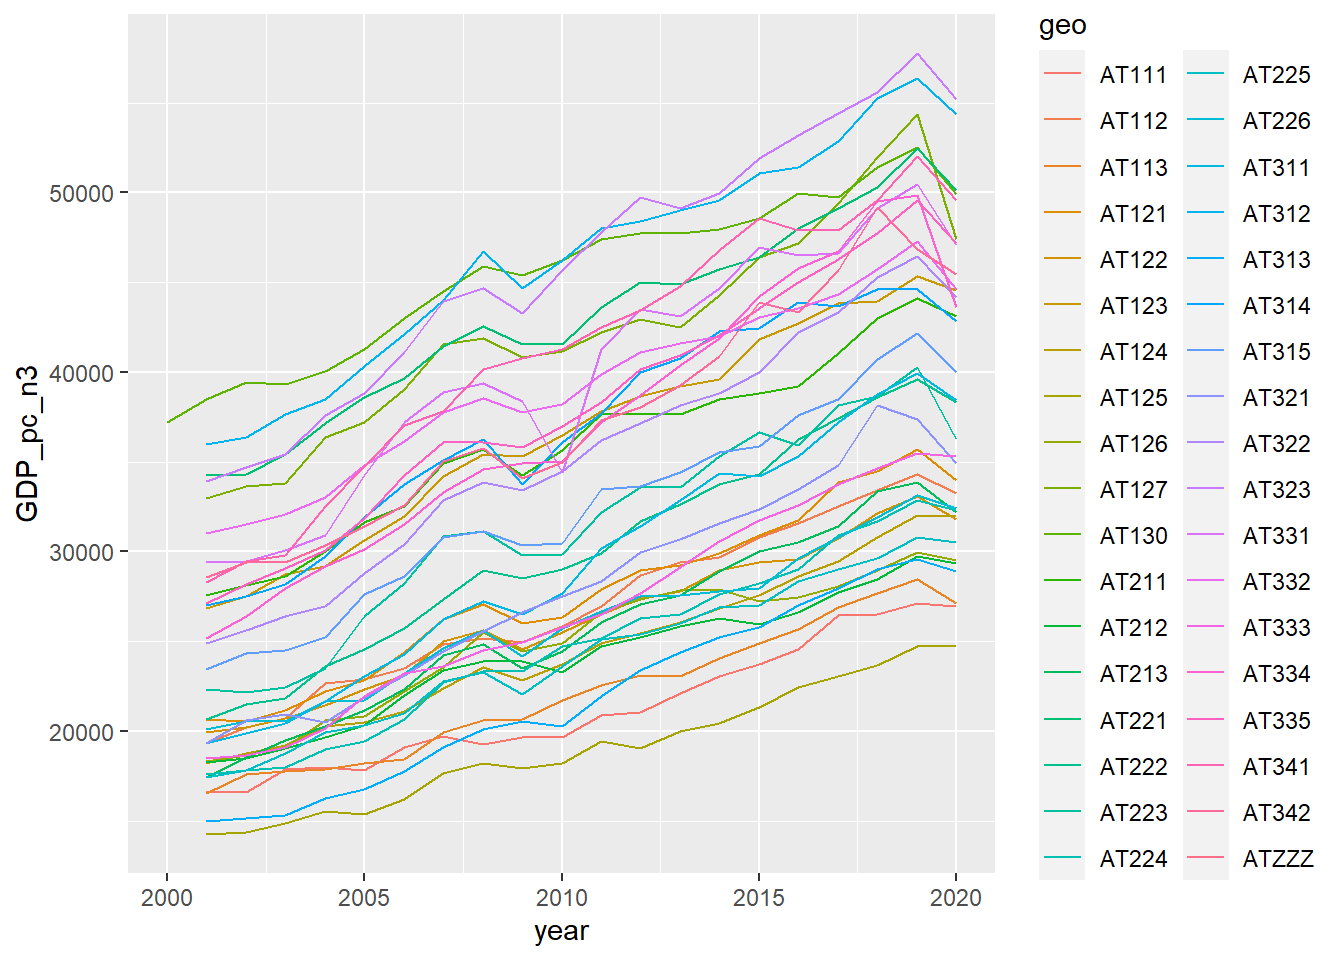 geo
AT111 AT225
AT112 AT226
AT113 AT311
AT121 AT312
AT122 AT313
AT123 AT314
AT124 AT315
AT125 AT321
AT126 AT322
AT127 AT323
AT130 AT331
AT211 AT332
AT212 AT333
AT213 AT334
AT221 AT335
AT222 AT341
AT223 AT342
AT224 ATZZZ
GDP_pc_n3
50000
40000
30000
20000
2000 2005 2010 2015 2020
year